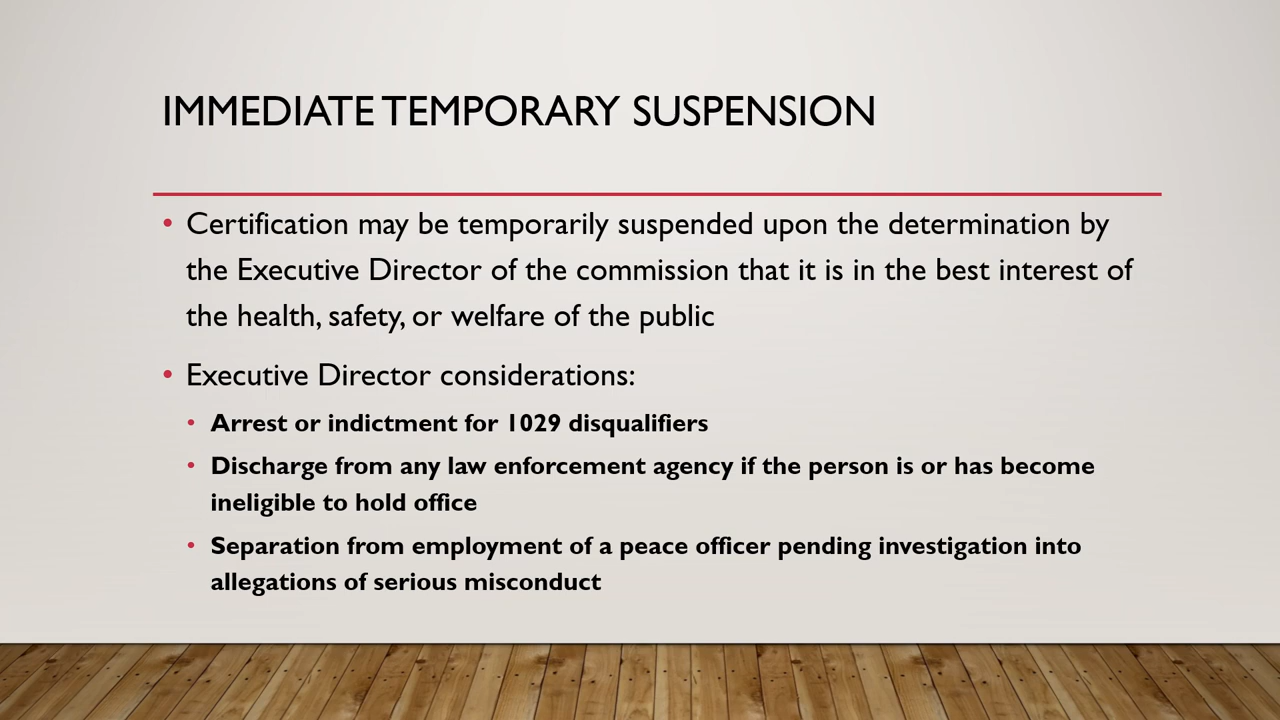 IMMEDIATE TEMPORARY SUSPENSION
• Certification may be temporarily suspended upon the determination by
the Executive Director of the commission that it is in the best interest of
the health, safety, or welfare of the public
• Executive Director considerations:
• Arrest or indictment for 1029 disqualifiers
• Discharge from any law enforcement agency if the person is or has become
ineligible to hold office
• Separation from employment of a peace officer pending investigation into
allegations of serious misconduct